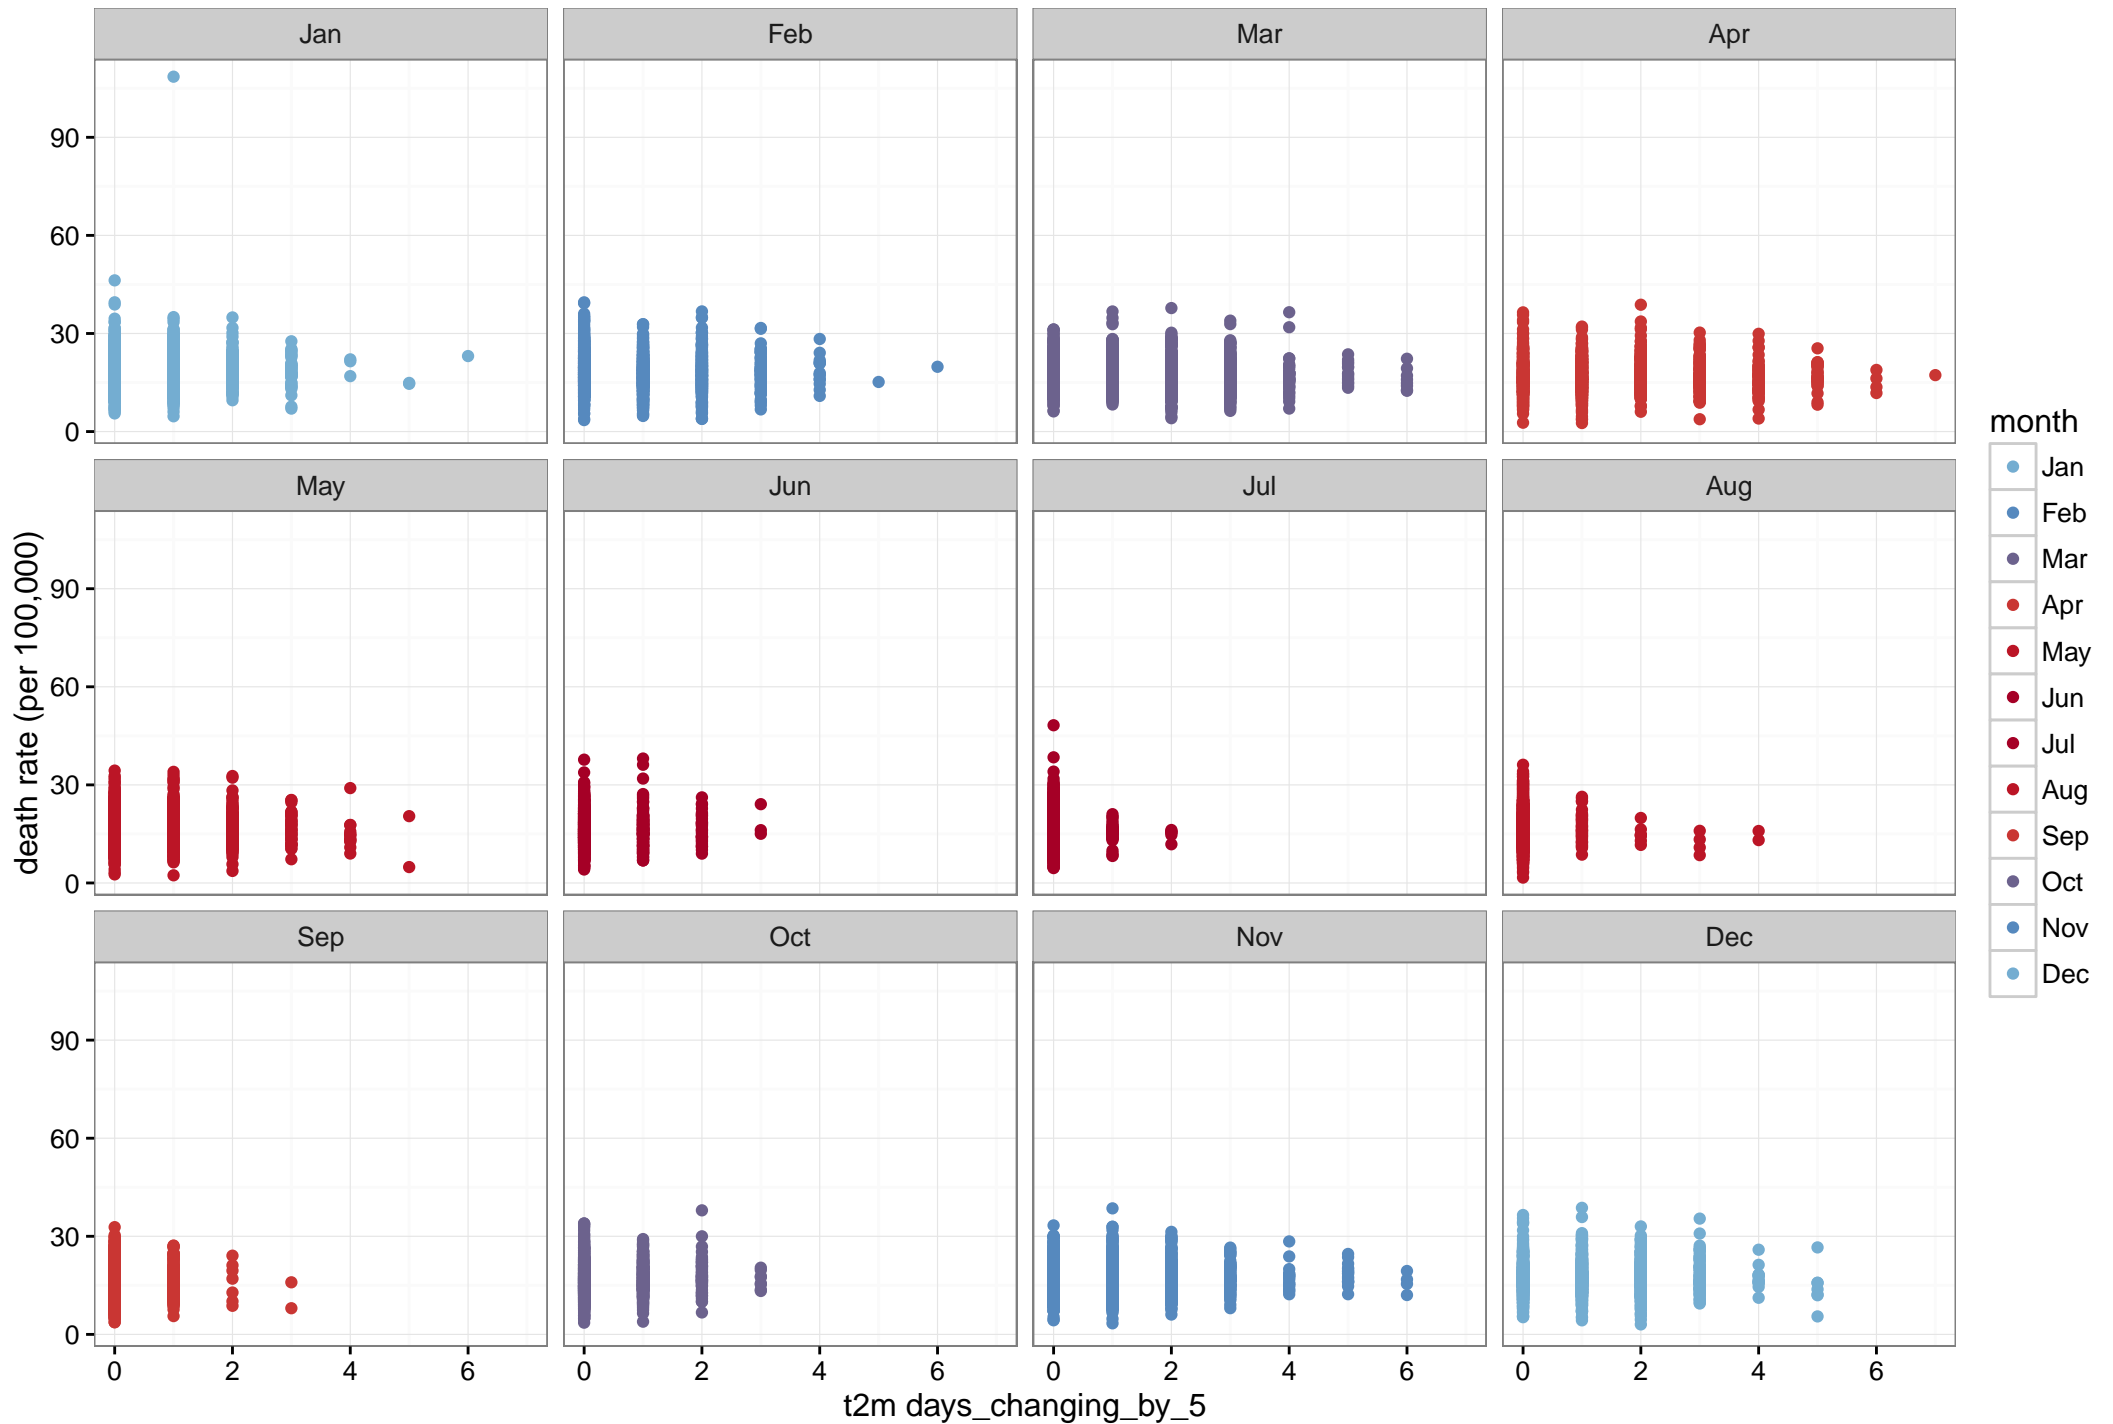 Jan Feb Mar Apr
90
60
30
0
May Jun Jul Aug
90
60
30
0
Sep Oct Nov Dec
90
60
30
0
0 2 4 6 0 2 4 6 0 2 4 6 0 2 4 6
t2m days_changing_by_5
death rate (per 100,000)
month
Jan
Feb
Mar
Apr
May
Jun
Jul
Aug
Sep
Oct
Nov
Dec